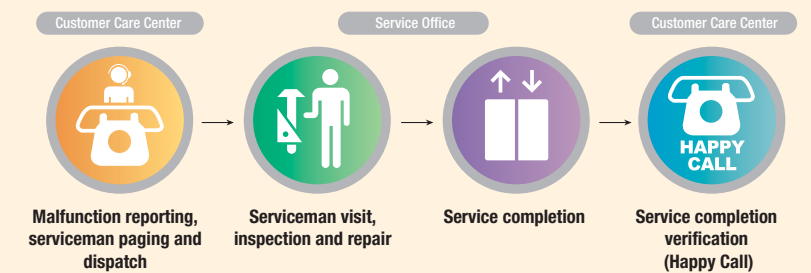 Customer Care Center
Service Office
Customer Care Center
HAPPY
CALL
Malfunction reporting,
serviceman paging and
dispatch
Serviceman visit,
inspection and repair
Service completion
Service completion
verification
(Happy Call)